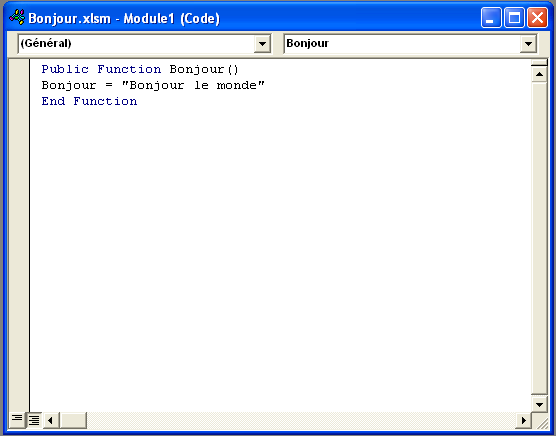 Bonjour.xlsm - Module1 (Code)
(Général) Bonjour
Public Function Bonjour()
Bonjour = "Bonjour le monde"
End Function